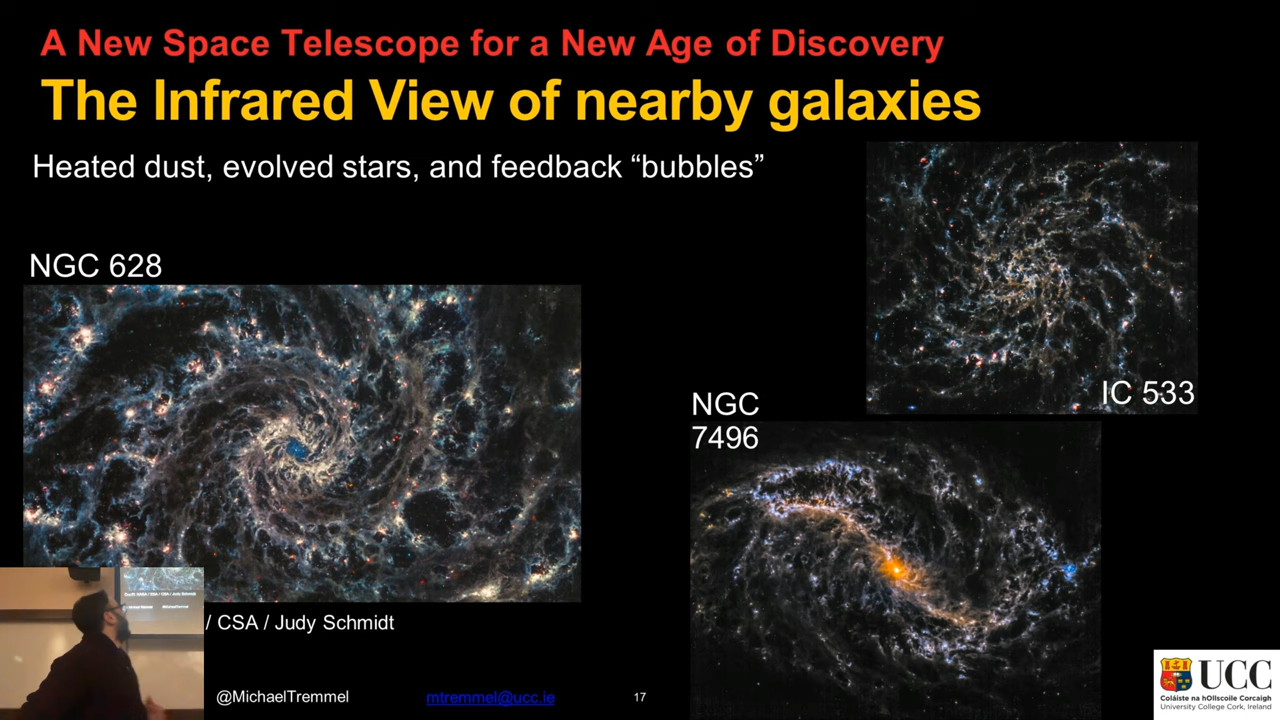 A New Space Telescope for a New Age of Discovery
The Infrared View of nearby galaxies
Heated dust, evolved stars, and feedback “bubbles”
NGC 628
IC 533
NGC
7496
/ CSA / Judy Schmidt
@MichaelTremmel
mtremmel@ucc.ie
17
UCC
Coláiste na hOllscoile Corcaigh
University College Cork, Ireland